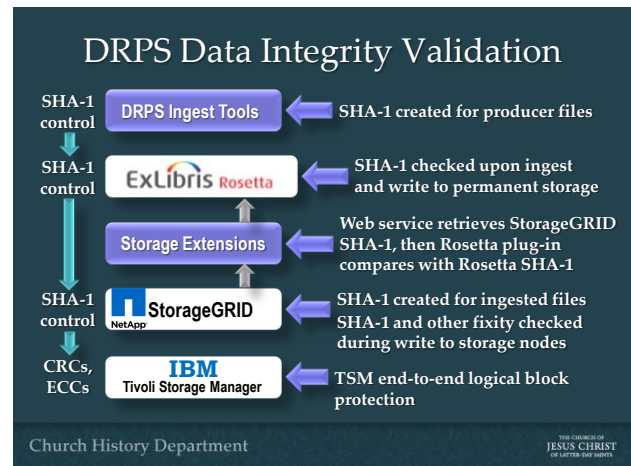 DRPS Data Integrity Validation
SHA-1
control
DRPS Ingest Tools
SHA-1 created for producer files
SHA-1
control
ExLibris Rosetta
SHA-1 checked upon ingest
and write to permanent storage
Storage Extensions
Web service retrieves StorageGRID
SHA-1, then Rosetta plug-in
compares with Rosetta SHA-1
SHA-1
control
NetApp
StorageGRID
SHA-1 created for ingested files
SHA-1 and other fixity checked
during write to storage nodes
CRCs,
ECCs
IBM
Tivoli Storage Manager
TSM end-to-end logical block
protection
Church History Department
THE CHURCH OF
JESUS CHRIST
OF LATTER-DAY SAINTS